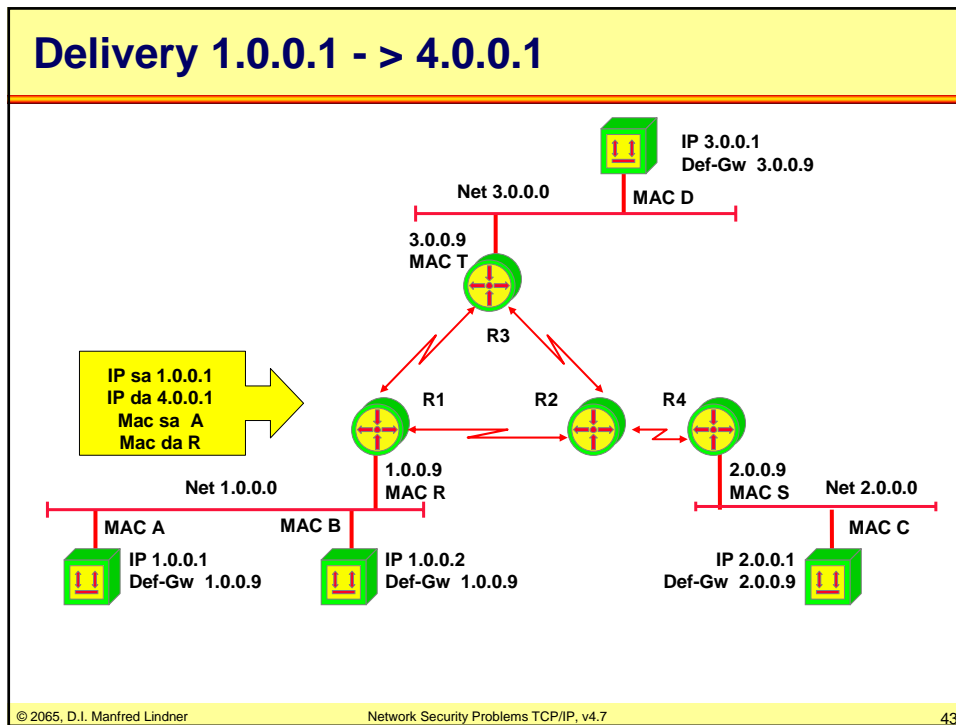 Delivery 1.0.0.1 - > 4.0.0.1
IP 3.0.0.1
Def-Gw 3.0.0.9
Net 3.0.0.0
MAC D
3.0.0.9
MAC T
R3
IP sa 1.0.0.1
IP da 4.0.0.1
Mac sa A
Mac da R
R1
R2
R4
1.0.0.9
MAC R
2.0.0.9
MAC S
Net 1.0.0.0
Net 2.0.0.0
MAC A
MAC B
MAC C
IP 1.0.0.1
Def-Gw 1.0.0.9
IP 1.0.0.2
Def-Gw 1.0.0.9
IP 2.0.0.1
Def-Gw 2.0.0.9
© 2065, D.I. Manfred Lindner
Network Security Problems TCP/IP, v4.7
43